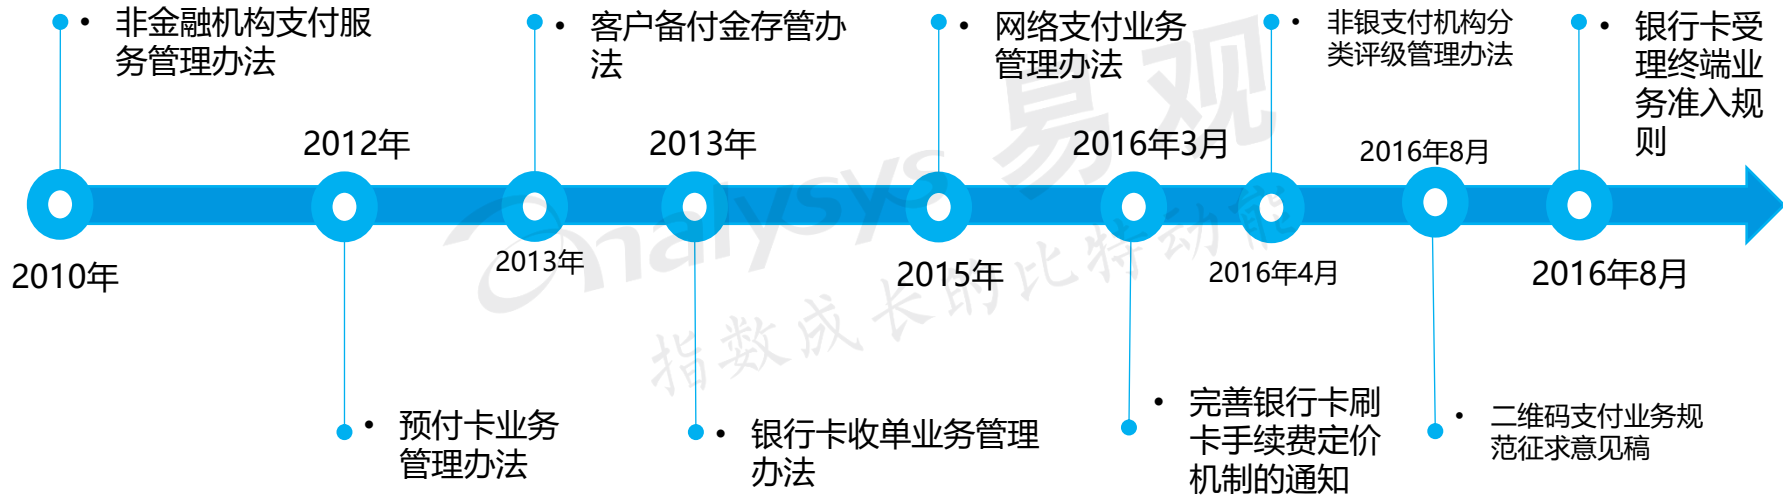 • 非金融机构支付服
务管理办法
• 客户备付金存管办
法
• 网络支付业务
管理办法
• 非银支付机构分
类评级管理办法
• 银行卡受
理终端业
务准入规
则
2012年
2013年
2016年3月
2016年8月
2010年
2013年
2015年
2016年4月
2016年8月
• 预付卡业务
管理办法
• 银行卡收单业务管理
办法
• 完善银行卡刷
卡手续费定价
机制的通知
• 二维码支付业务规
范征求意见稿
analysys 易观
指数成长的比特动能